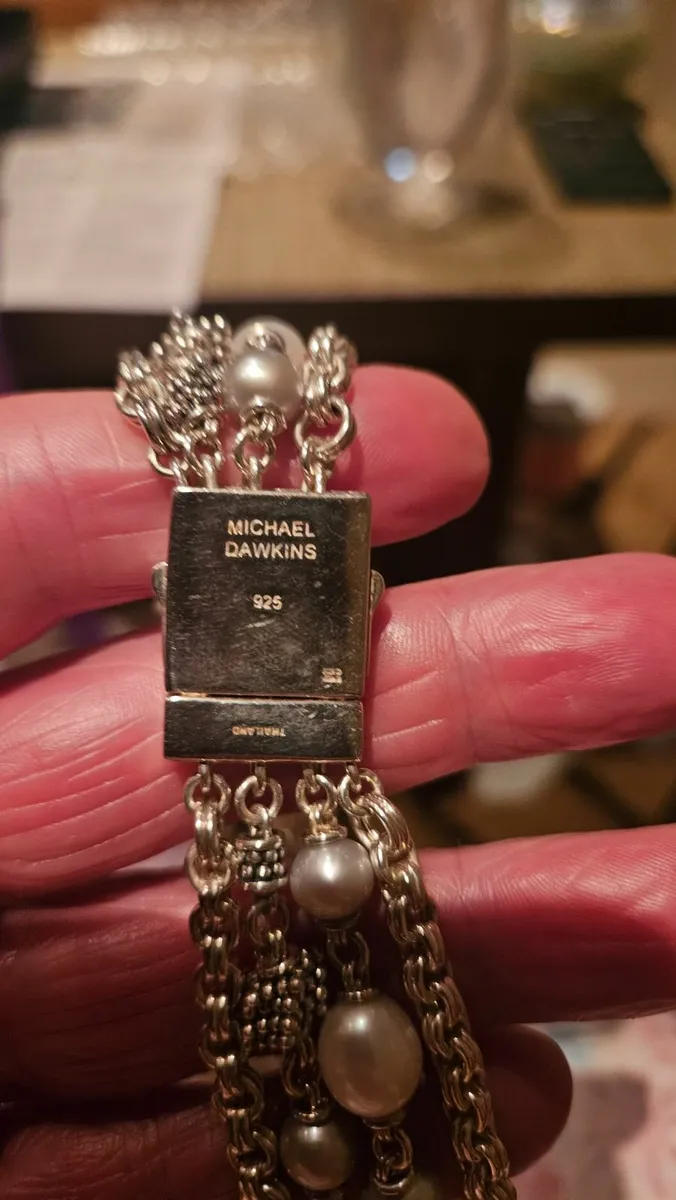 MICHAEL
DAWKINS
925
THAILAND